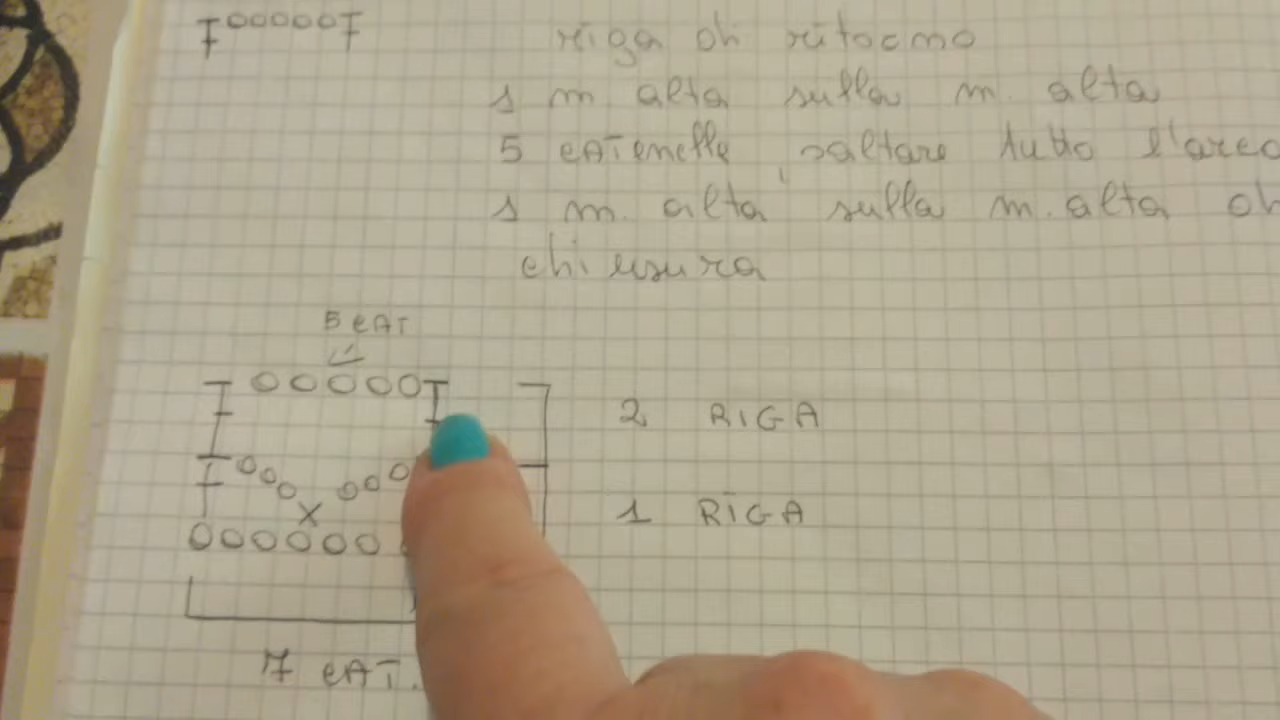 riga di ritorno
1 m alta sulla m. alta
5 CATenelle, saltare tutto l'arco
1 m. alta sulla m. alta di
chiusura
5 CAT
2 RIGA
1 RIGA
7 CAT.